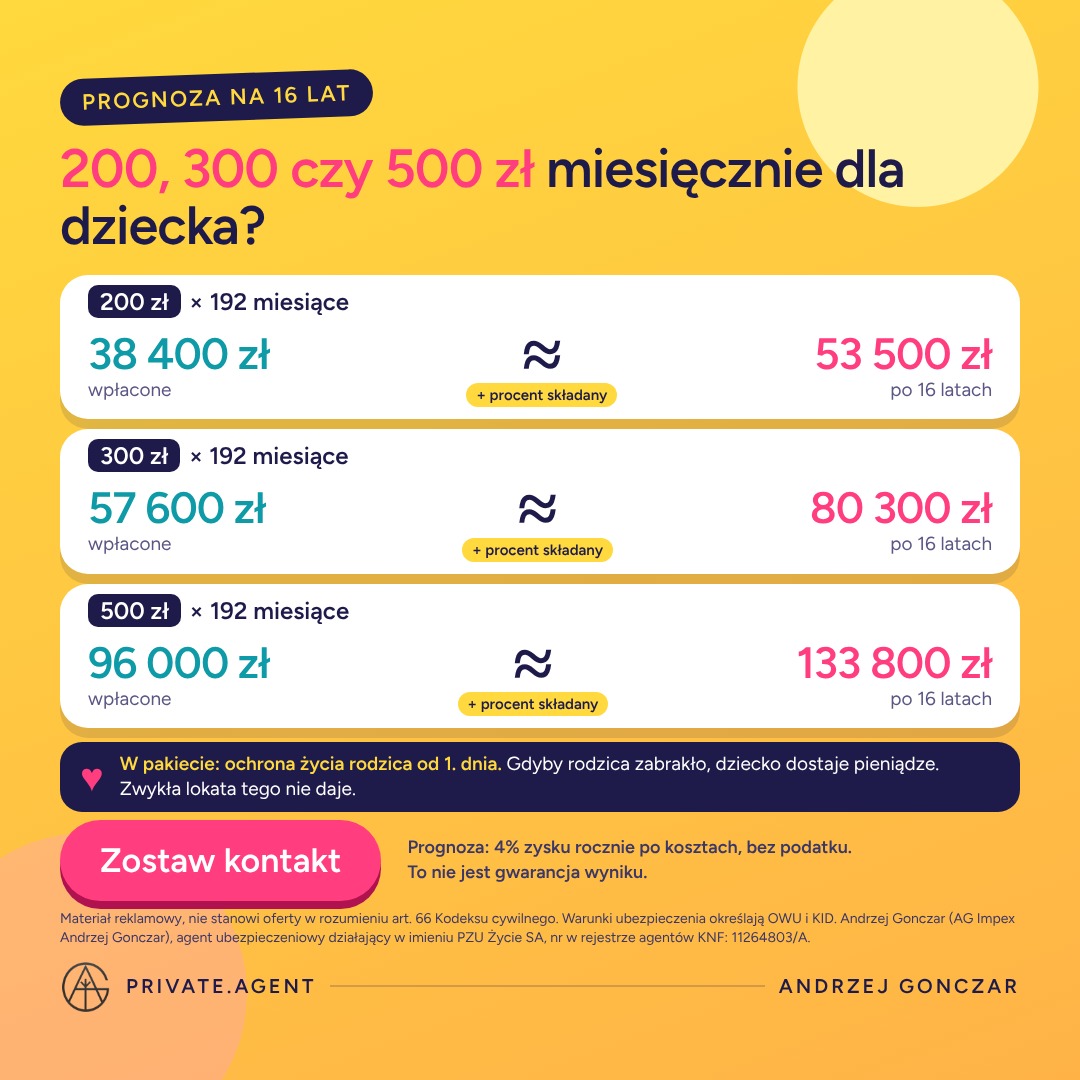 PROGNOZA NA 16 LAT
200, 300 czy 500 zł miesięcznie dla
dziecka?
200 zł × 192 miesiące
38 400 zł ≈ 53 500 zł
wpłacone + procent składany po 16 latach
300 zł × 192 miesiące
57 600 zł ≈ 80 300 zł
wpłacone + procent składany po 16 latach
500 zł × 192 miesiące
96 000 zł ≈ 133 800 zł
wpłacone + procent składany po 16 latach
♥ W pakiecie: ochrona życia rodzica od 1. dnia. Gdyby rodzica zabrakło, dziecko dostaje pieniądze.
Zwykła lokata tego nie daje.
Zostaw kontakt
Prognoza: 4% zysku rocznie po kosztach, bez podatku.
To nie jest gwarancja wyniku.
Materiał reklamowy, nie stanowi oferty w rozumieniu art. 66 Kodeksu cywilnego. Warunki ubezpieczenia określają OWU i KID. Andrzej Gonczar (AG Impex
Andrzej Gonczar), agent ubezpieczeniowy działający w imieniu PZU Życie SA, nr w rejestrze agentów KNF: 11264803/A.
PRIVATE.AGENT ANDRZEJ GONCZAR